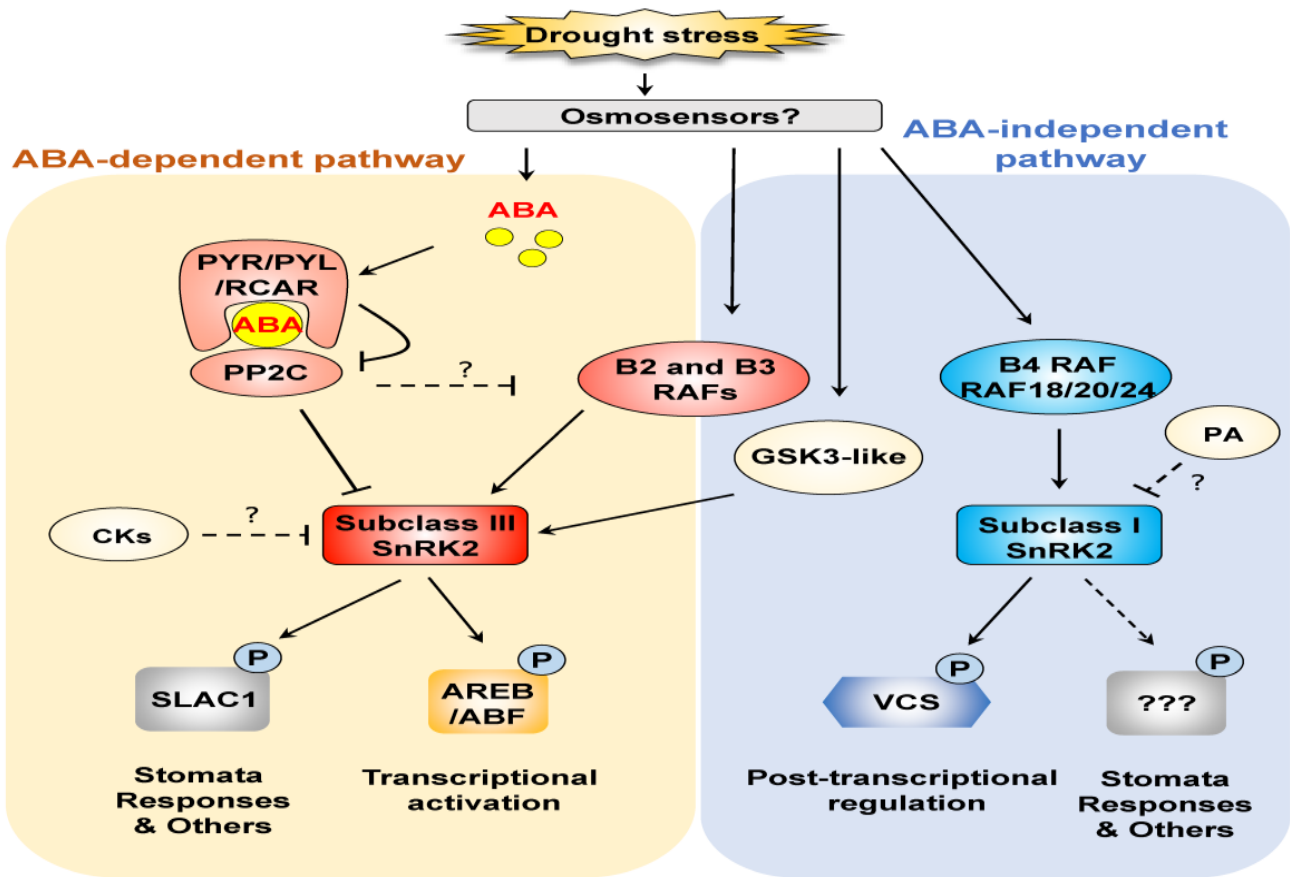 Drought stress
Osmosensors?
ABA-dependent pathway
ABA-independent
pathway
ABA
PYR/PYL
/RCAR
ABA
PP2C
?
B2 and B3
RAFs
B4 RAF
RAF18/20/24
PA
?
GSK3-like
CKs
?
Subclass III
SnRK2
Subclass I
SnRK2
P
SLAC1
P
AREB
/ABF
P
VCS
P
???
Stomata
Responses
& Others
Transcriptional
activation
Post-transcriptional
regulation
Stomata
Responses
& Others